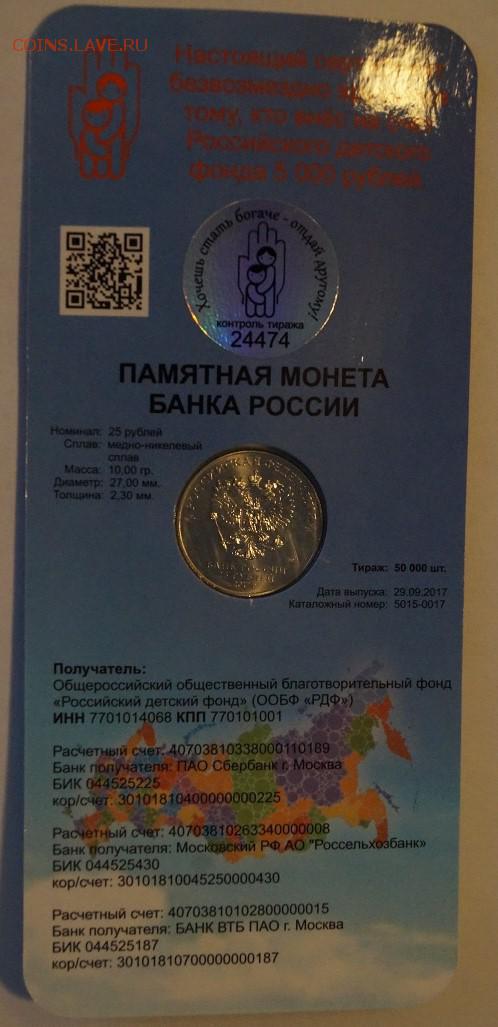 COINS.LAVE.RU
Настоящий
безвозмездно
тому, кто внёс на счёт
Российского детского
фонда 5 000 рублей.
Хочешь стать богаче - отдай другому!
контроль тиража
24474
ПАМЯТНАЯ МОНЕТА
БАНКА РОССИИ
Номинал: 25 рублей
Сплав: медно-никелевый
сплав
Масса: 10,00 гр.
Диаметр: 27,00 мм.
Толщина: 2,30 мм.
РОССИЙСКАЯ ФЕДЕРАЦИЯ
БАНК РОССИИ
Тираж: 50 000 шт.
Дата выпуска: 29.09.2017
Каталожный номер: 5015-0017
Получатель:
Общероссийский общественный благотворительный фонд
«Российский детский фонд» (ООБФ «РДФ»)
ИНН 7701014068 КПП 770101001
Расчетный счет: 40703810338000110189
Банк получателя: ПАО Сбербанк г. Москва
БИК 044525225
кор/счет: 30101810400000000225
Расчетный счет: 40703810263340000008
Банк получателя: Московский РФ АО "Россельхозбанк"
БИК 044525430
кор/счет: 30101810045250000430
Расчетный счет: 40703810102800000015
Банк получателя: БАНК ВТБ ПАО г. Москва
БИК 044525187
кор/счет: 30101810700000000187